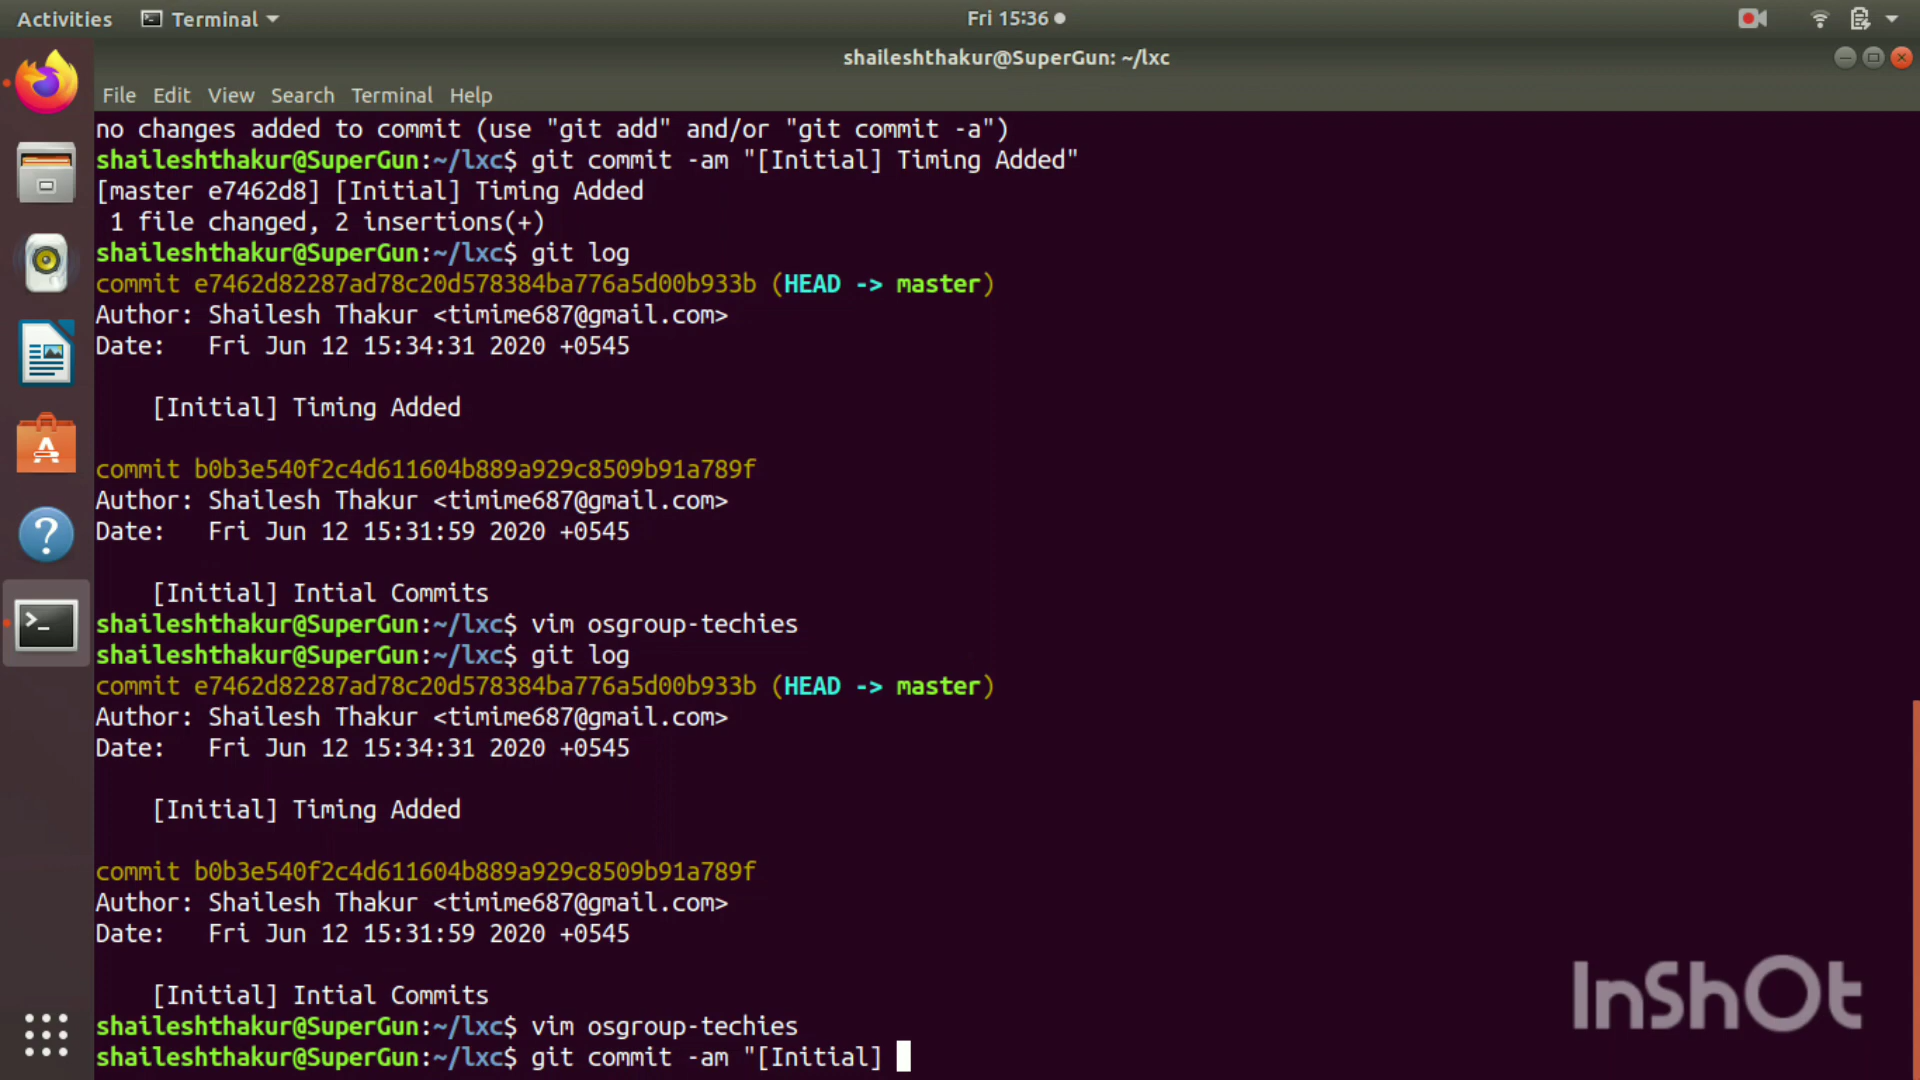 Activities Terminal Fri 15:36
shaileshthakur@SuperGun: ~/lxc
File Edit View Search Terminal Help
no changes added to commit (use "git add" and/or "git commit -a")
shaileshthakur@SuperGun:~/lxc$ git commit -am "[Initial] Timing Added"
[master e7462d8] [Initial] Timing Added
1 file changed, 2 insertions(+)
shaileshthakur@SuperGun:~/lxc$ git log
commit e7462d82287ad78c20d578384ba776a5d00b933b (HEAD -> master)
Author: Shailesh Thakur <timime687@gmail.com>
Date: Fri Jun 12 15:34:31 2020 +0545
[Initial] Timing Added
commit b0b3e540f2c4d611604b889a929c8509b91a789f
Author: Shailesh Thakur <timime687@gmail.com>
Date: Fri Jun 12 15:31:59 2020 +0545
[Initial] Intial Commits
shaileshthakur@SuperGun:~/lxc$ vim osgroup-techies
shaileshthakur@SuperGun:~/lxc$ git log
commit e7462d82287ad78c20d578384ba776a5d00b933b (HEAD -> master)
Author: Shailesh Thakur <timime687@gmail.com>
Date: Fri Jun 12 15:34:31 2020 +0545
[Initial] Timing Added
commit b0b3e540f2c4d611604b889a929c8509b91a789f
Author: Shailesh Thakur <timime687@gmail.com>
Date: Fri Jun 12 15:31:59 2020 +0545
[Initial] Intial Commits
shaileshthakur@SuperGun:~/lxc$ vim osgroup-techies
shaileshthakur@SuperGun:~/lxc$ git commit -am "[Initial]
InShOt